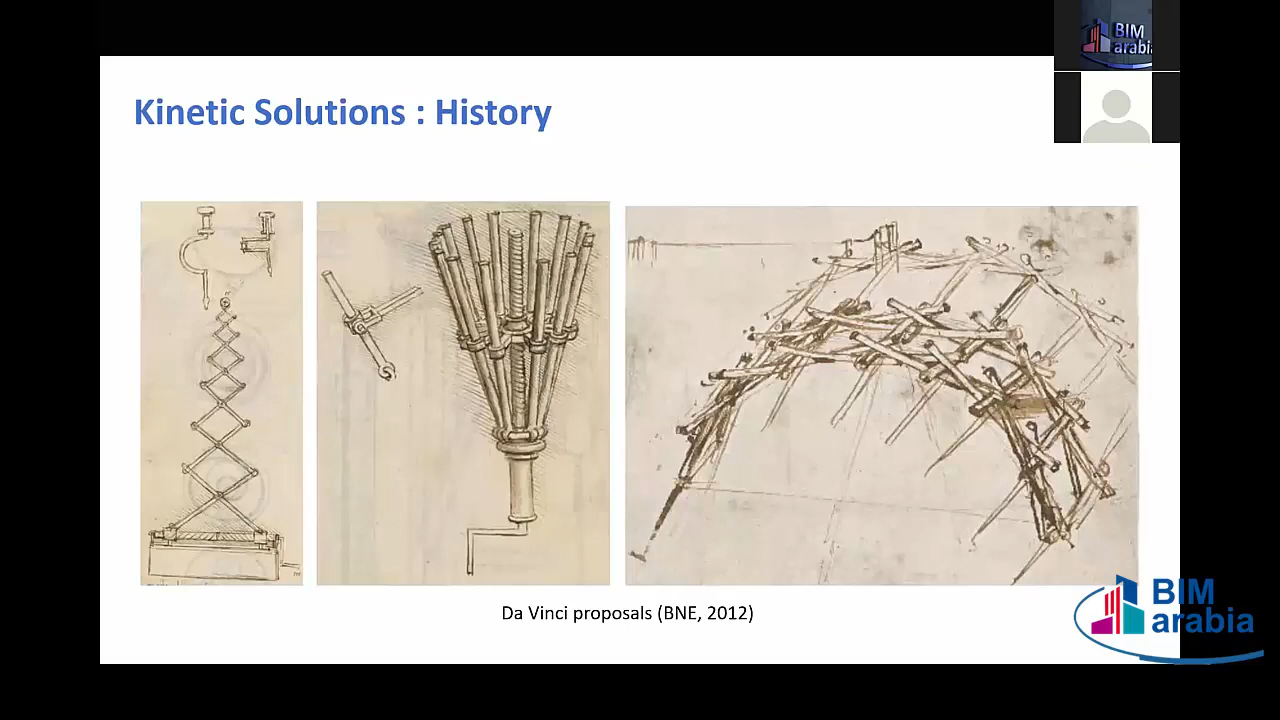 BIM
arabia
Kinetic Solutions : History
Da Vinci proposals (BNE, 2012)
BIM
arabia